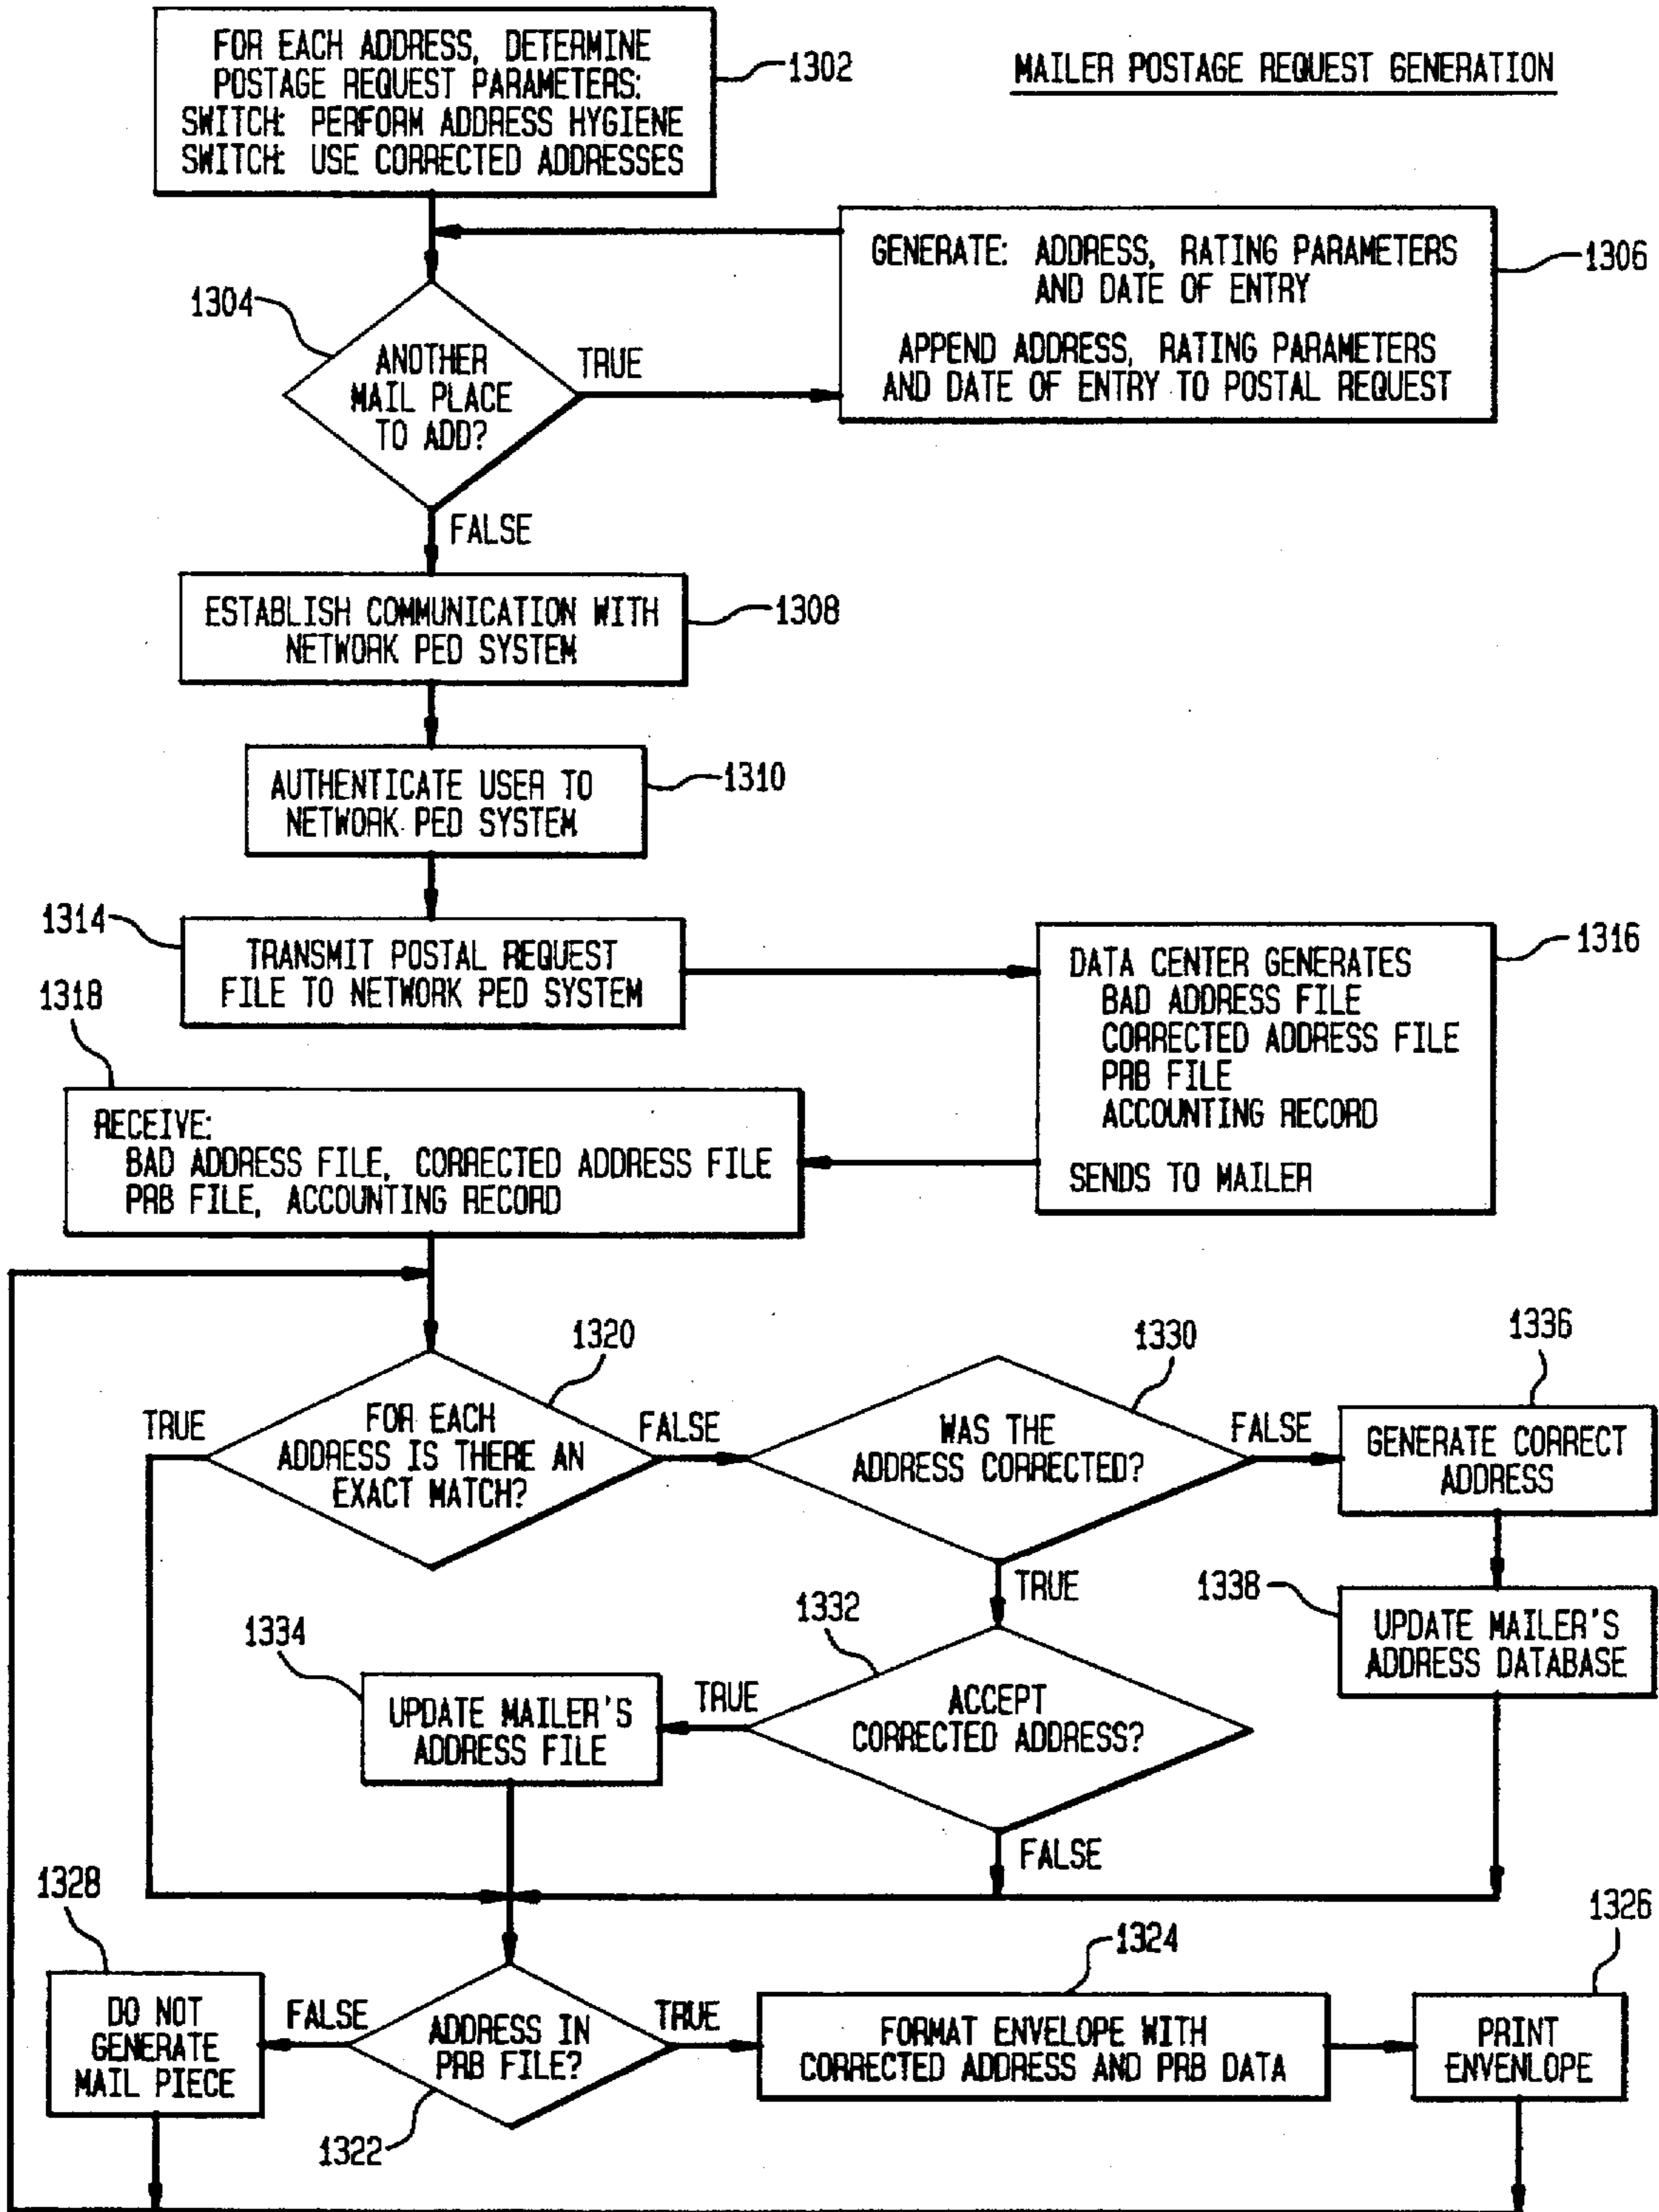 MAILER POSTAGE REQUEST GENERATION
FOR EACH ADDRESS, DETERMINE
POSTAGE REQUEST PARAMETERS:
SWITCH: PERFORM ADDRESS HYGIENE
SWITCH: USE CORRECTED ADDRESSES
1302
GENERATE: ADDRESS, RATING PARAMETERS
AND DATE OF ENTRY
APPEND ADDRESS, RATING PARAMETERS
AND DATE OF ENTRY TO POSTAL REQUEST
1306
1304
ANOTHER
MAIL PLACE
TO ADD?
TRUE
FALSE
ESTABLISH COMMUNICATION WITH
NETWORK PED SYSTEM
1308
AUTHENTICATE USER TO
NETWORK PED SYSTEM
1310
1314
TRANSMIT POSTAL REQUEST
FILE TO NETWORK PED SYSTEM
DATA CENTER GENERATES
BAD ADDRESS FILE
CORRECTED ADDRESS FILE
PRB FILE
ACCOUNTING RECORD
SENDS TO MAILER
1316
1318
RECEIVE:
BAD ADDRESS FILE, CORRECTED ADDRESS FILE
PRB FILE, ACCOUNTING RECORD
1320
TRUE
FOR EACH
ADDRESS IS THERE AN
EXACT MATCH?
FALSE
1330
WAS THE
ADDRESS CORRECTED?
FALSE
TRUE
1336
GENERATE CORRECT
ADDRESS
1338
UPDATE MAILER'S
ADDRESS DATABASE
1332
ACCEPT
CORRECTED ADDRESS?
TRUE
FALSE
1334
UPDATE MAILER'S
ADDRESS FILE
1328
DO NOT
GENERATE
MAIL PIECE
FALSE
ADDRESS IN
PRB FILE?
1322
TRUE
1324
FORMAT ENVELOPE WITH
CORRECTED ADDRESS AND PRB DATA
1326
PRINT
ENVENLOPE